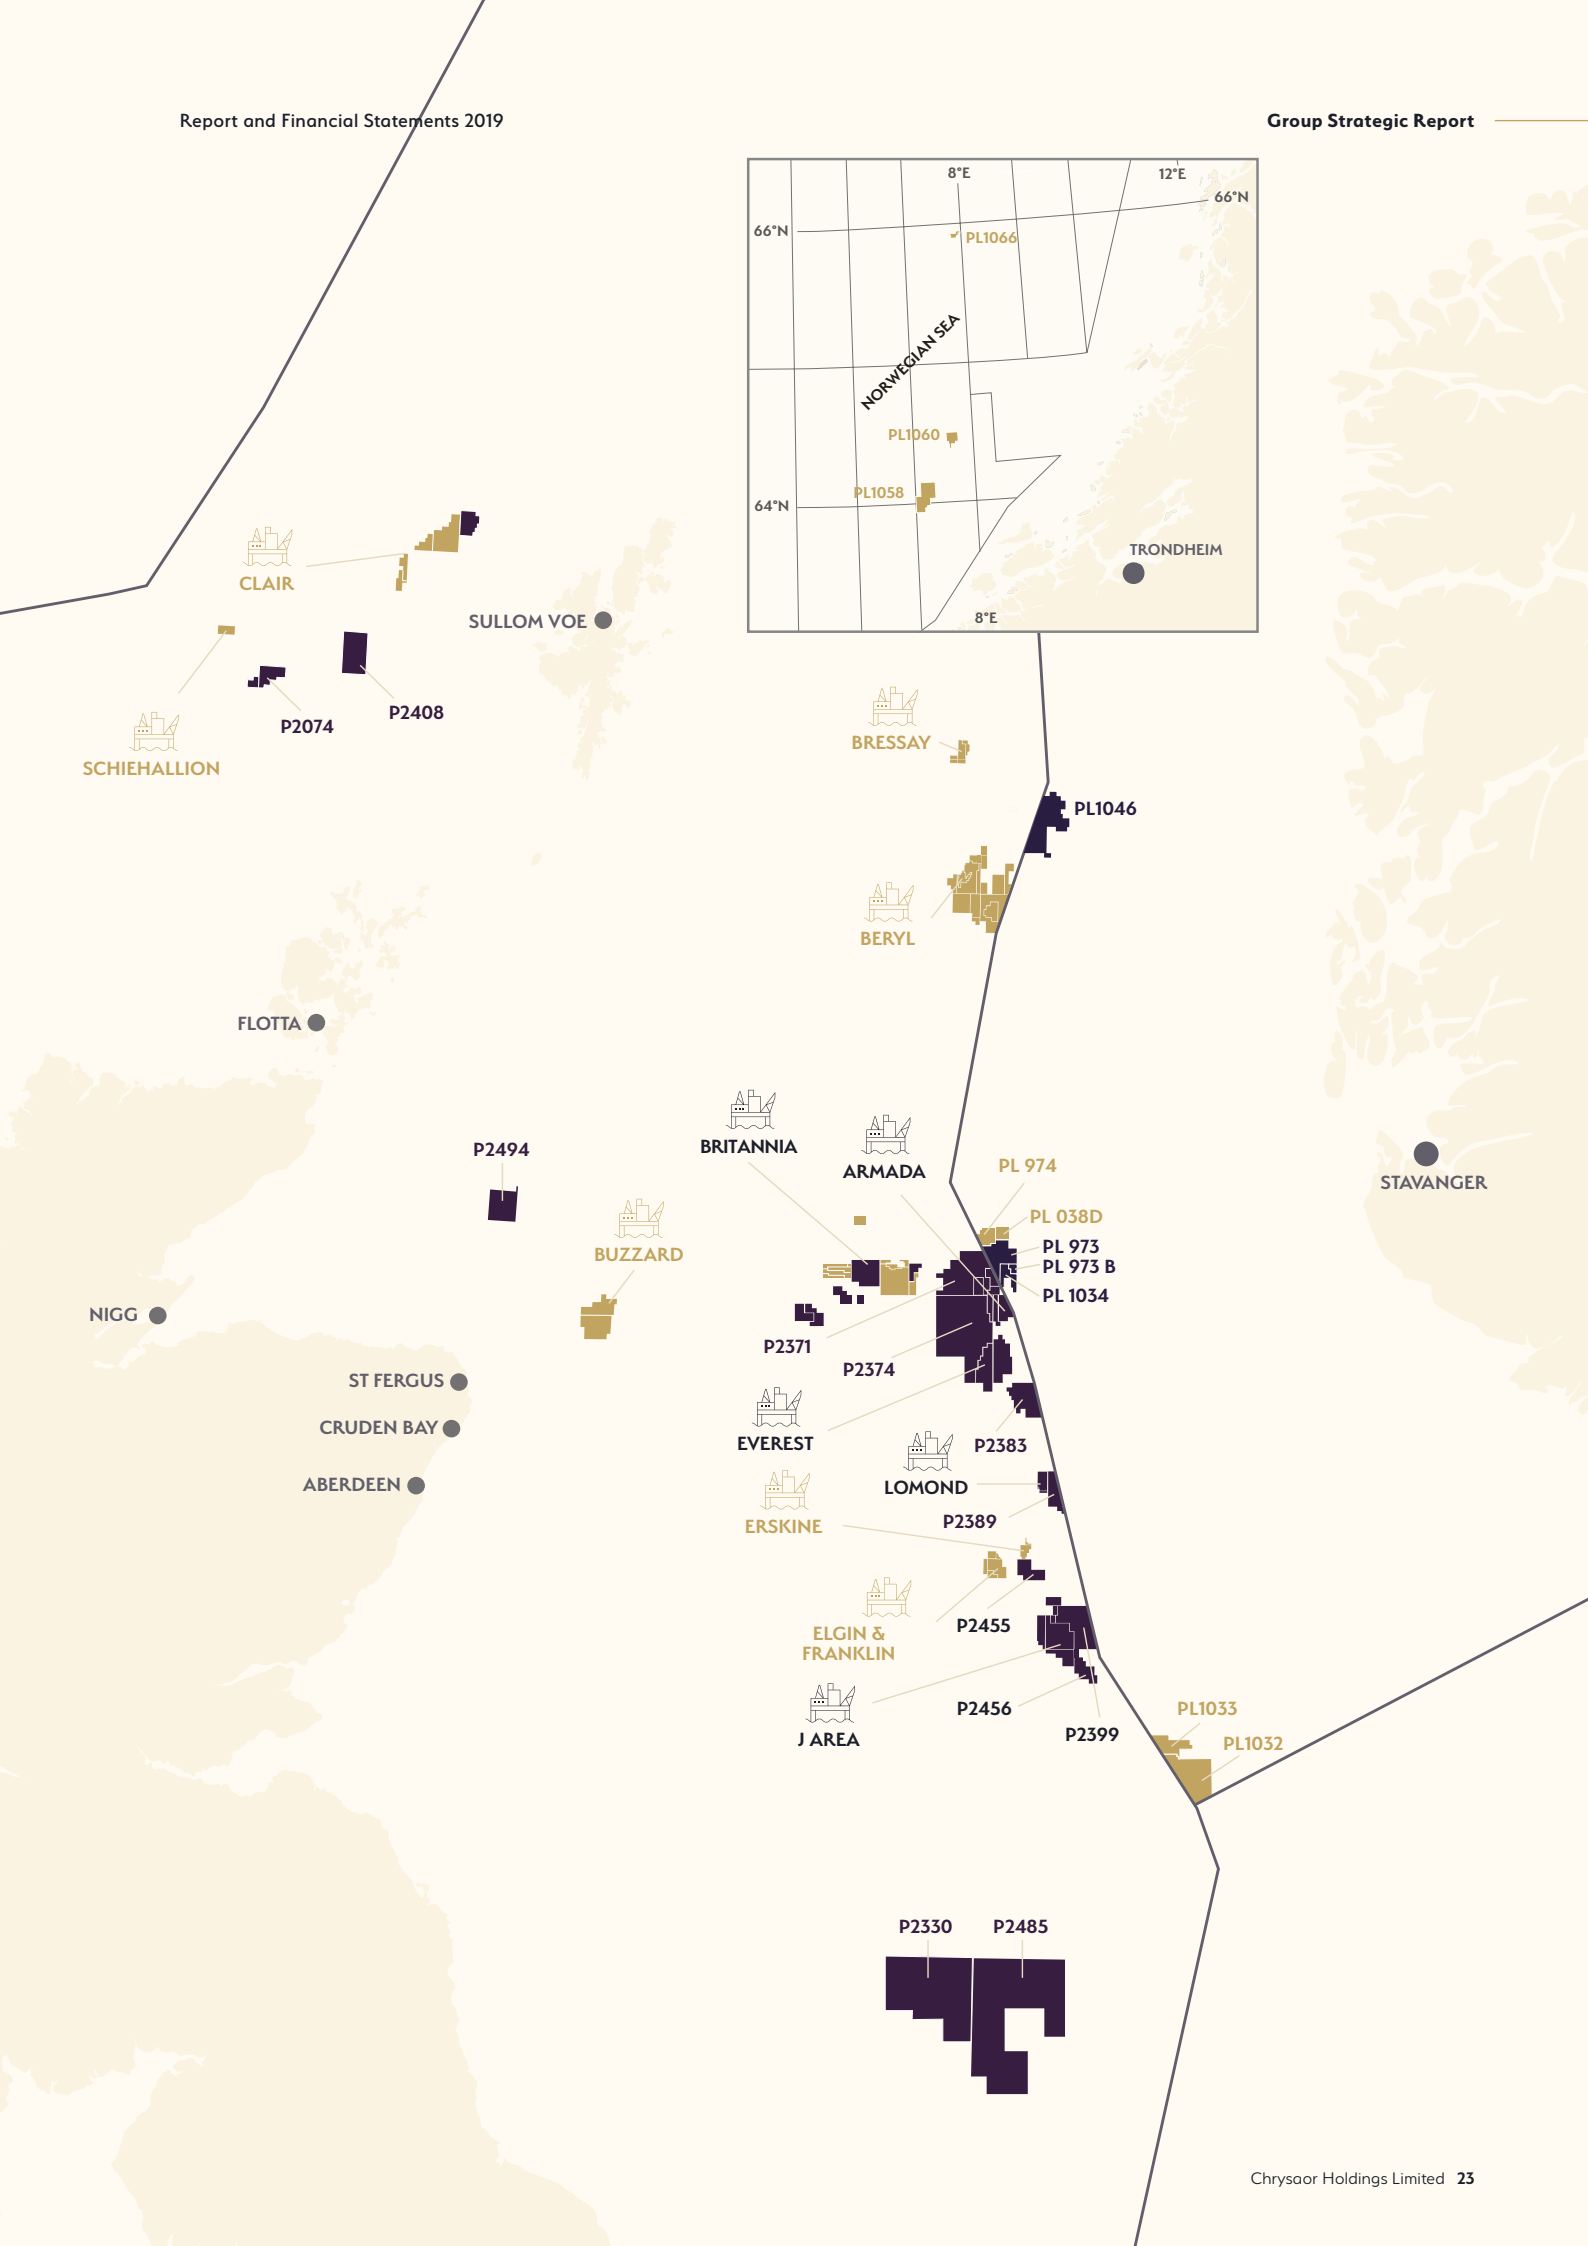 Report and Financial Statements 2019
Group Strategic Report
8°E
12°E
66°N
66°N
PL1066
NORWEGIAN SEA
PL1060
PL1058
64°N
TRONDHEIM
8°E
CLAIR
SULLOM VOE
P2408
P2074
SCHIEHALLION
BRESSAY
PL1046
BERYL
FLOTTA
P2494
BRITANNIA
ARMADA
PL 974
STAVANGER
PL 038D
BUZZARD
PL 973
PL 973 B
PL 1034
NIGG
P2371
P2374
ST FERGUS
CRUDEN BAY
EVEREST
P2383
ABERDEEN
LOMOND
P2389
ERSKINE
P2455
ELGIN &
FRANKLIN
P2456
PL1033
P2399
J AREA
PL1032
P2330
P2485
Chrysaor Holdings Limited 23